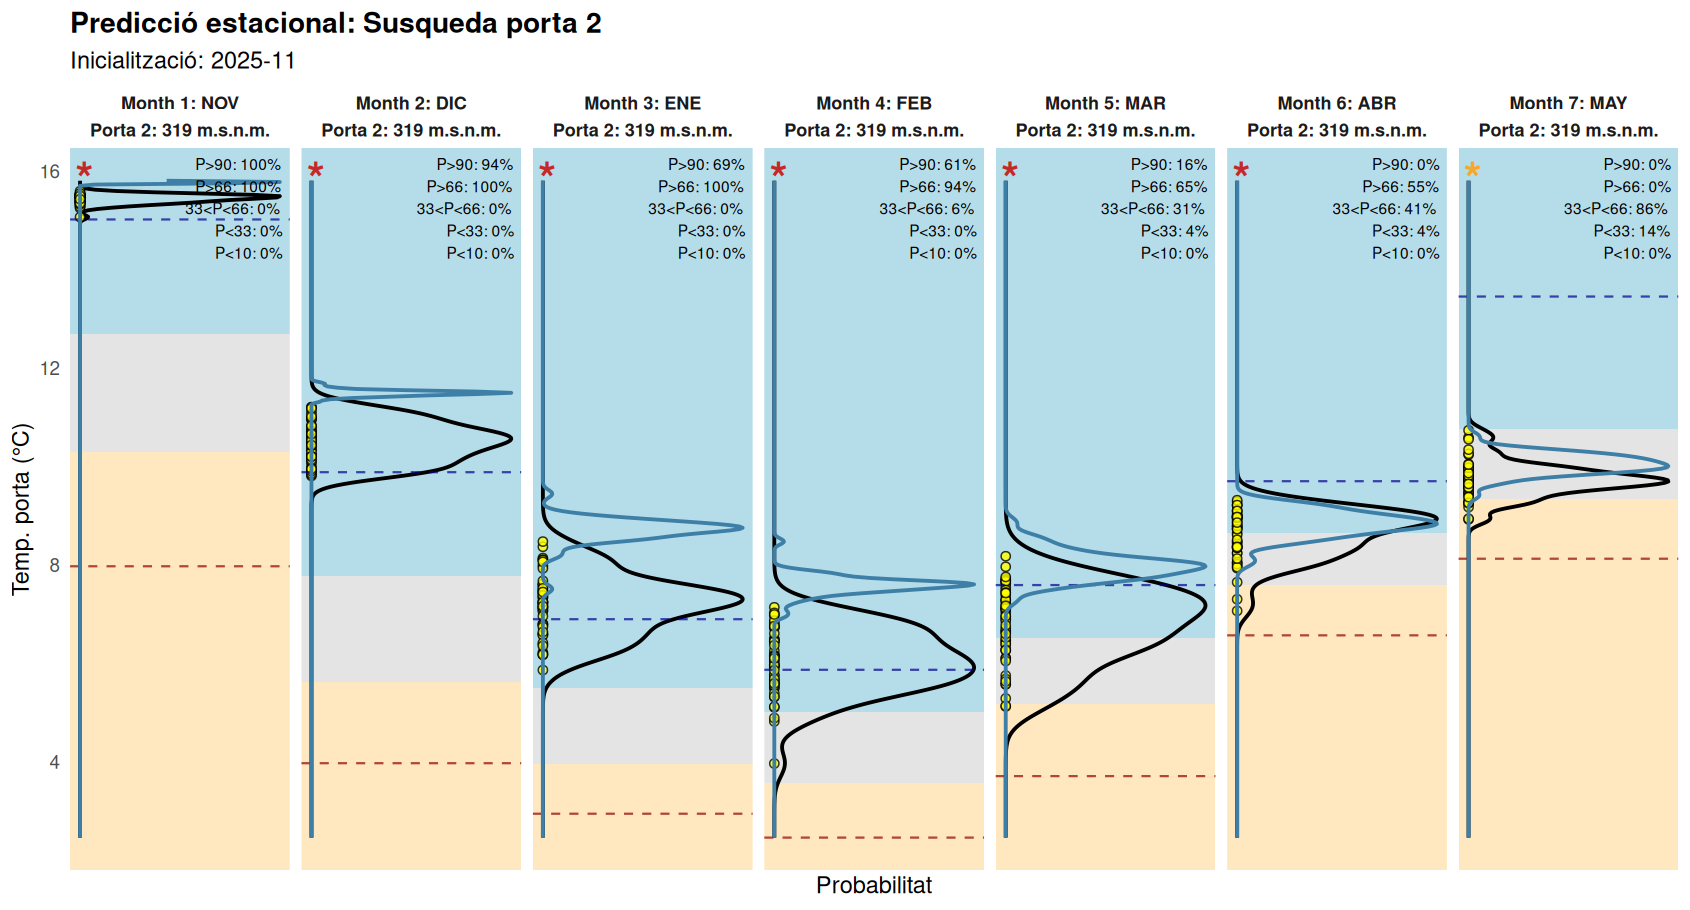 Predicció estacional: Susqueda porta 2
Inicialització: 2025-11
Month 1: NOV
Porta 2: 319 m.s.n.m.
Month 2: DIC
Porta 2: 319 m.s.n.m.
Month 3: ENE
Porta 2: 319 m.s.n.m.
Month 4: FEB
Porta 2: 319 m.s.n.m.
Month 5: MAR
Porta 2: 319 m.s.n.m.
Month 6: ABR
Porta 2: 319 m.s.n.m.
Month 7: MAY
Porta 2: 319 m.s.n.m.
Temp. porta (°C)
16
12
8
4
*
P>90: 100%
P>66: 100%
33<P<66: 0%
P<33: 0%
P<10: 0%
*
P>90: 94%
P>66: 100%
33<P<66: 0%
P<33: 0%
P<10: 0%
*
P>90: 69%
P>66: 100%
33<P<66: 0%
P<33: 0%
P<10: 0%
*
P>90: 61%
P>66: 94%
33<P<66: 6%
P<33: 0%
P<10: 0%
*
P>90: 16%
P>66: 65%
33<P<66: 31%
P<33: 4%
P<10: 0%
*
P>90: 0%
P>66: 55%
33<P<66: 41%
P<33: 4%
P<10: 0%
*
P>90: 0%
P>66: 0%
33<P<66: 86%
P<33: 14%
P<10: 0%
Probabilitat